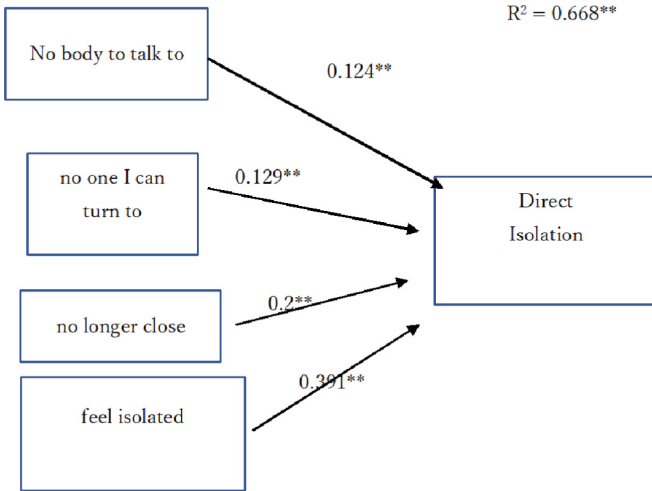 R² = 0.668**
No body to talk to
0.124**
no one I can
turn to
0.129**
Direct
Isolation
no longer close
0.2**
feel isolated
0.391**